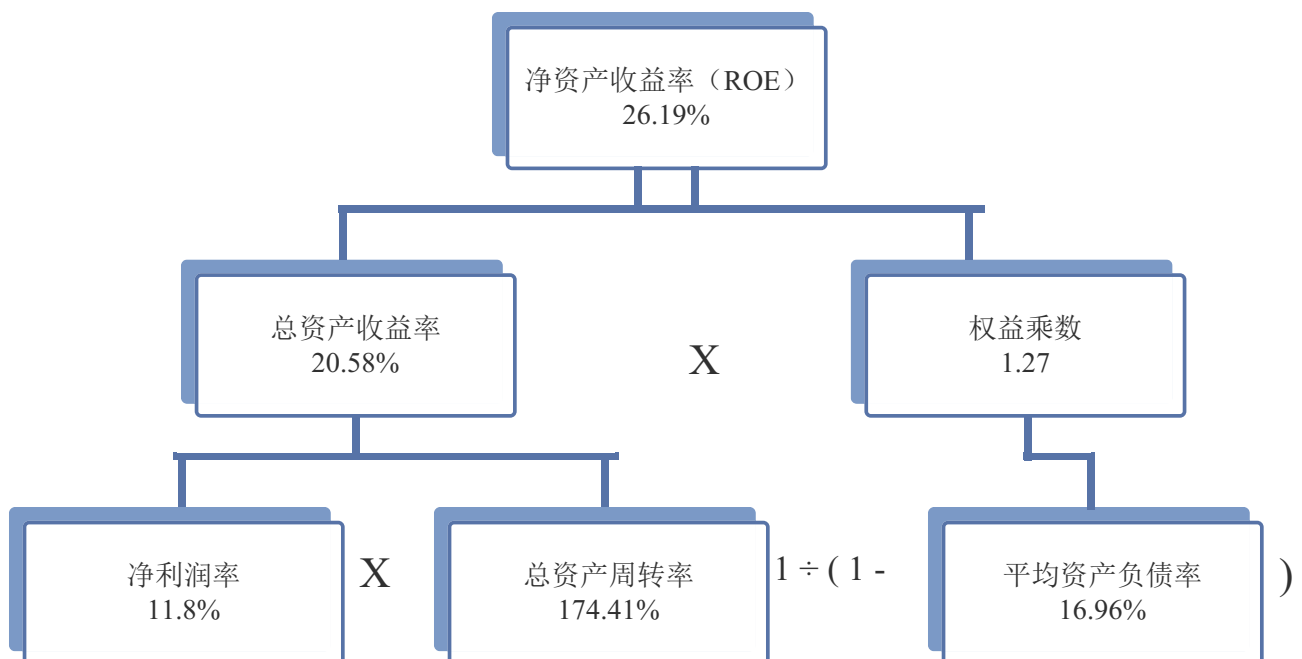 净资产收益率（ROE）
26.19%
总资产收益率
20.58%
X
权益乘数
1.27
净利润率
11.8%
X
总资产周转率
174.41%
1 ÷ ( 1 -
平均资产负债率
16.96%
)